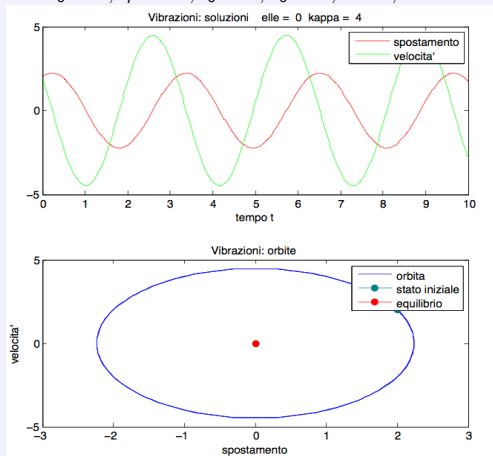 Vibrazioni: soluzioni elle = 0 kappa = 4
5
0
−5
spostamento
velocita'
0 1 2 3 4 5 6 7 8 9 10
tempo t
Vibrazioni: orbite
5
0
−5
velocita'
orbita
stato iniziale
equilibrio
−3 −2 −1 0 1 2 3
spostamento